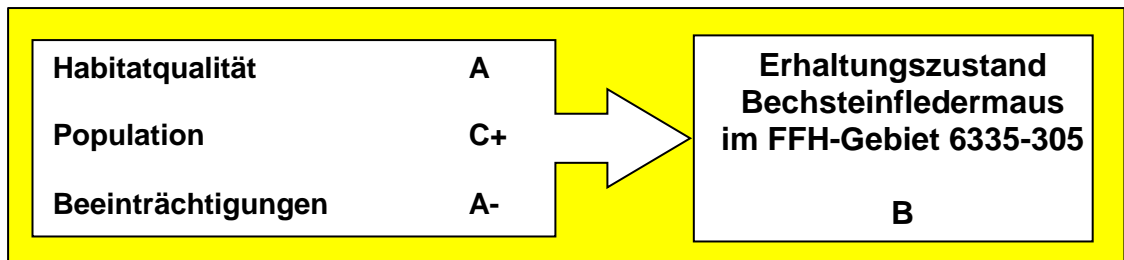 Habitatqualität A
Population C+
Beeinträchtigungen A-
Erhaltungszustand
Bechsteinfledermaus
im FFH-Gebiet 6335-305
B